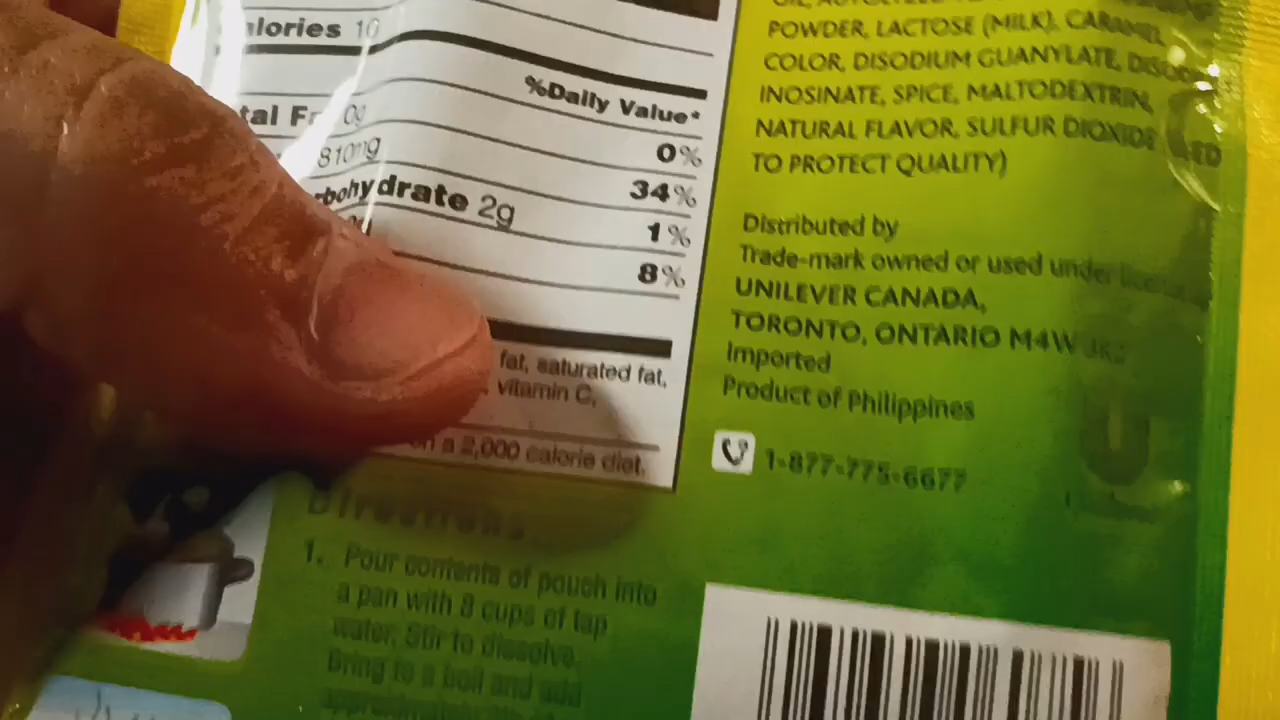 alories 10
%Daily Value*
tal Fa 0g
0%
810mg
34%
rbohydrate 2g
1%
8%
fat, saturated fat,
vitamin C,
on a 2,000 calorie diet.
Directions
1. Pour contents of pouch into
a pan with 8 cups of tap
water. Stir to dissolve.
Bring to a boil and add
POWDER, LACTOSE (MILK), CARAMEL
COLOR, DISODIUM GUANYLATE, DISOD
INOSINATE, SPICE, MALTODEXTRIN,
NATURAL FLAVOR, SULFUR DIOXIDE
TO PROTECT QUALITY)
Distributed by
Trade-mark owned or used under
UNILEVER CANADA,
TORONTO, ONTARIO M4W
Imported
Product of Philippines
1-877-775-6677